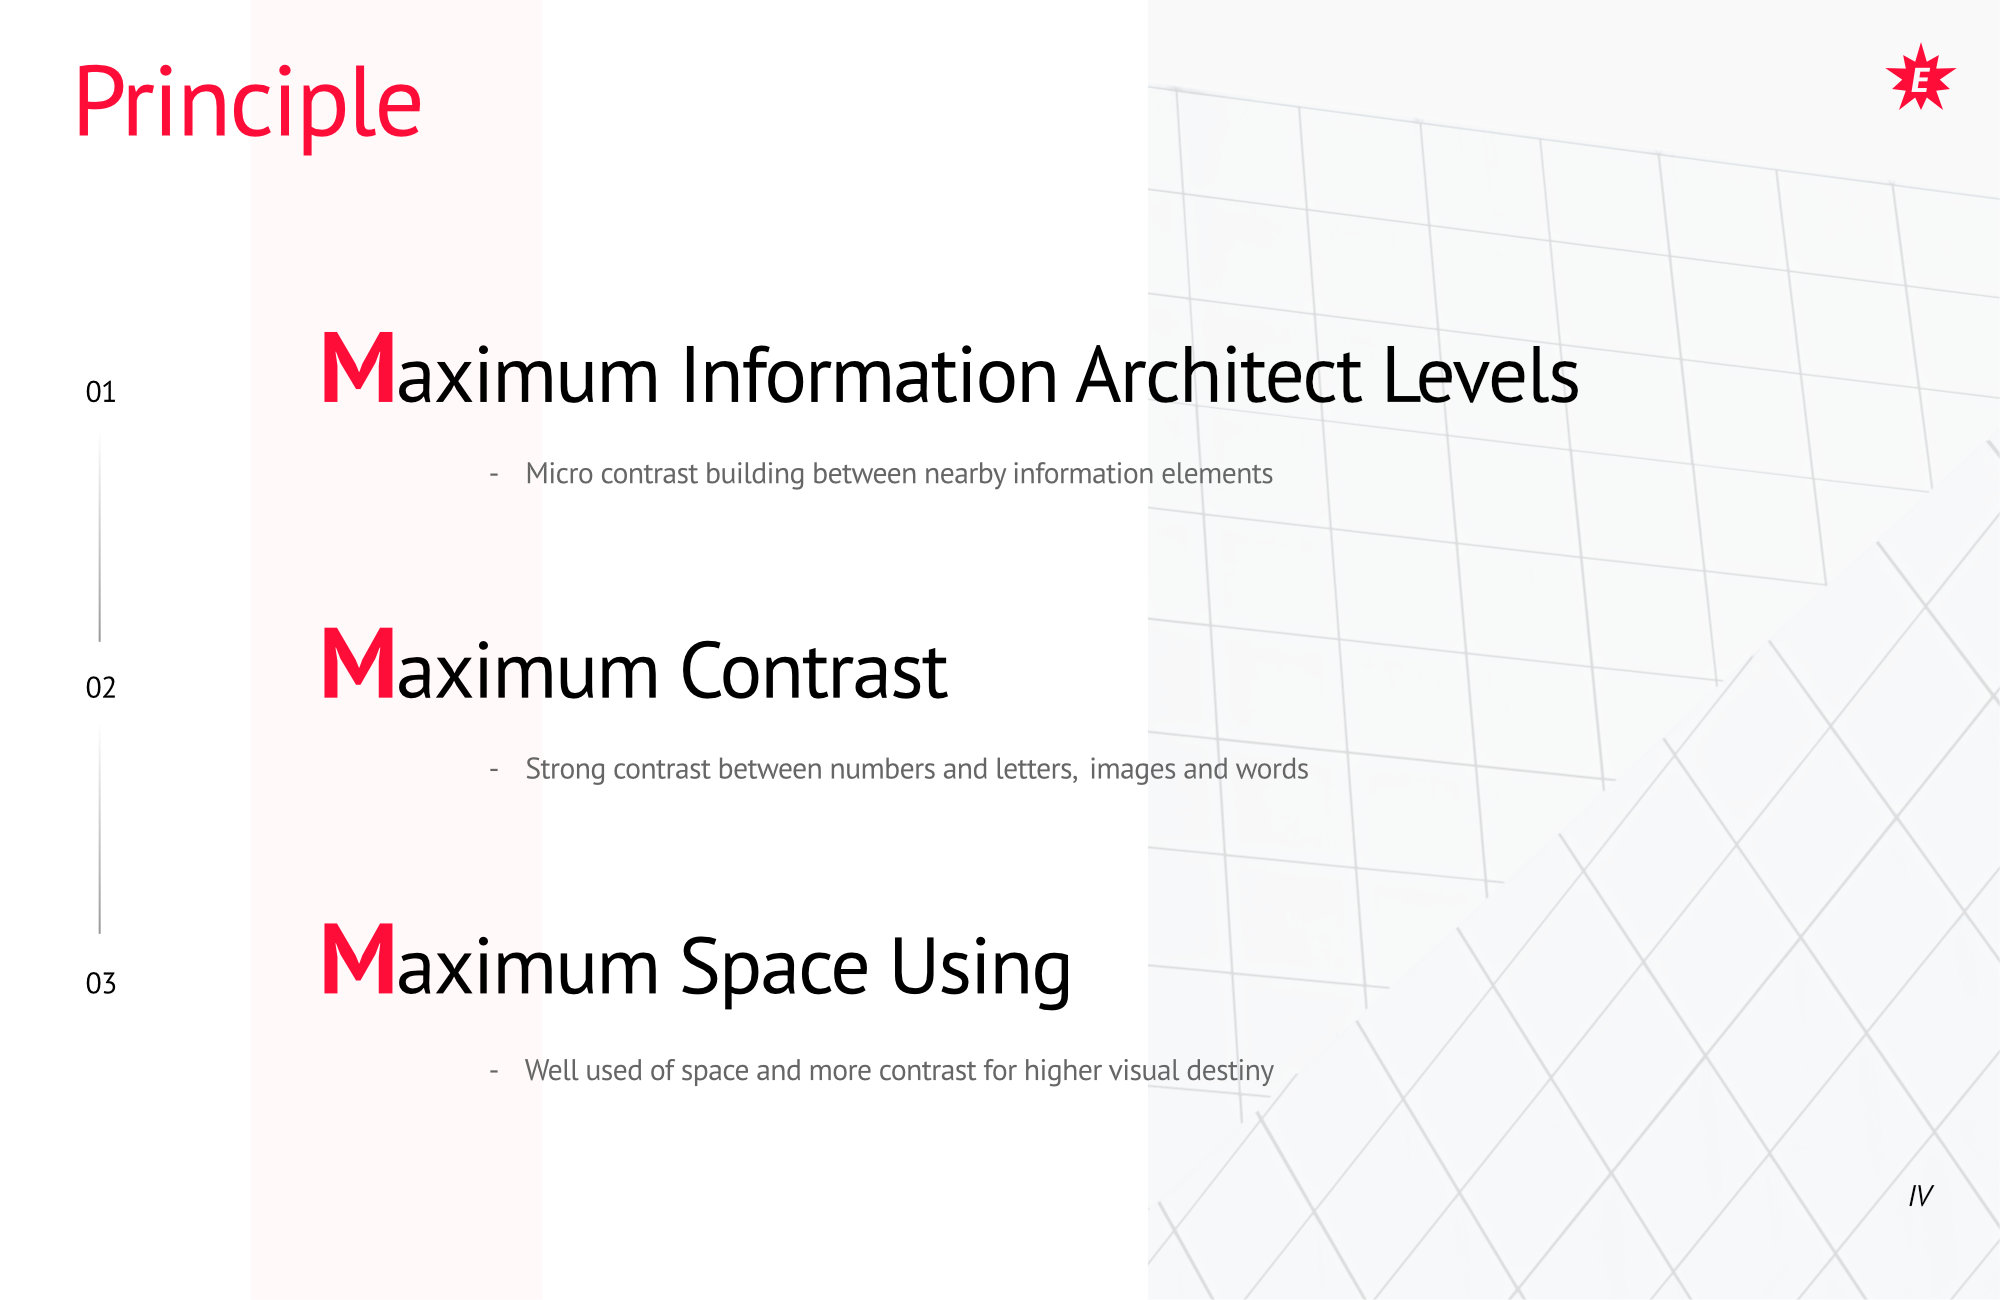 Principle
E
01
Maximum Information Architect Levels
- Micro contrast building between nearby information elements
02
Maximum Contrast
- Strong contrast between numbers and letters, images and words
03
Maximum Space Using
- Well used of space and more contrast for higher visual destiny
IV